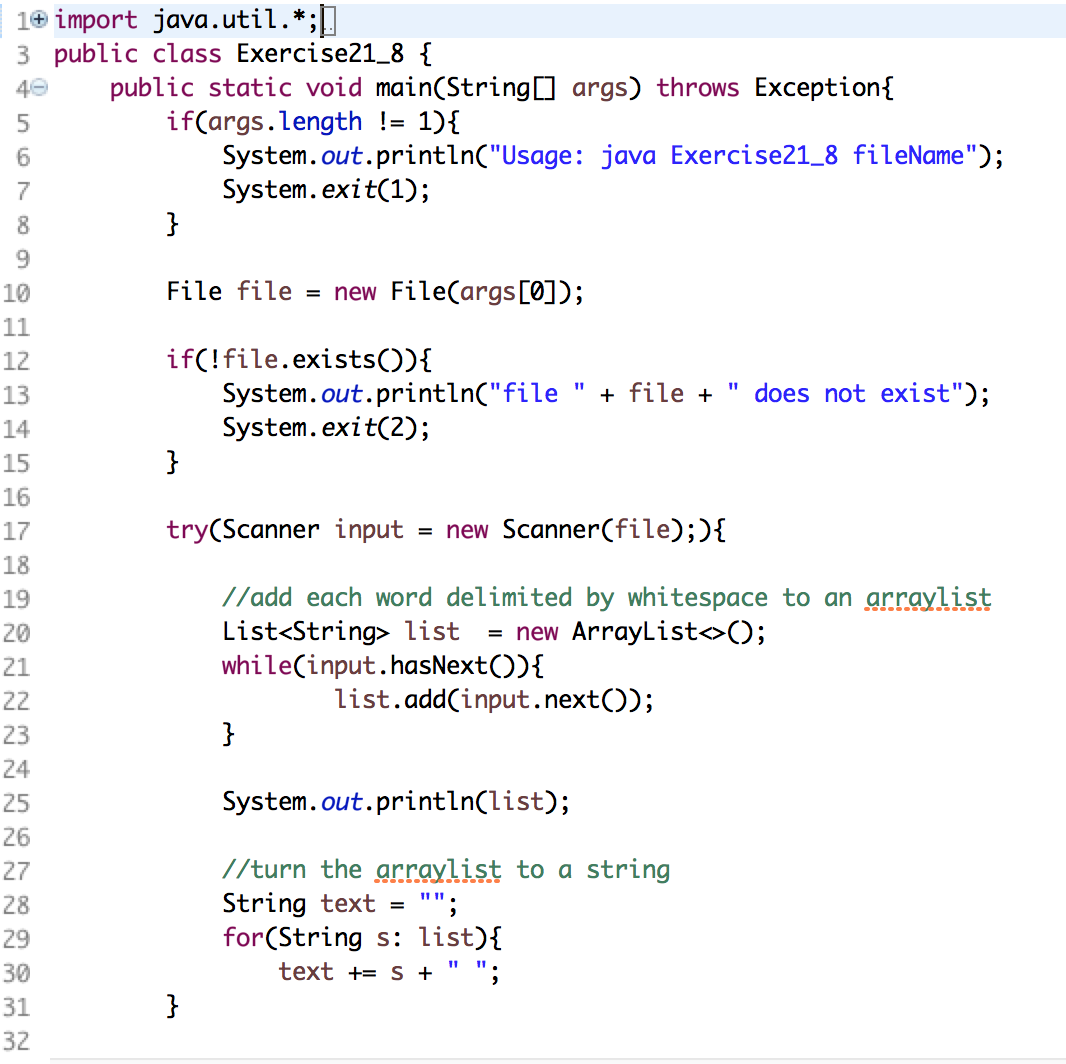 1 import java.util.*;
3 public class Exercise21_8 {
4     public static void main(String[] args) throws Exception{
5         if(args.length != 1){
6             System.out.println("Usage: java Exercise21_8 fileName");
7             System.exit(1);
8         }
9
10         File file = new File(args[0]);
11
12         if(!file.exists()){
13             System.out.println("file " + file + " does not exist");
14             System.exit(2);
15         }
16
17         try(Scanner input = new Scanner(file);){
18
19             //add each word delimited by whitespace to an arraylist
20             List<String> list  = new ArrayList<>();
21             while(input.hasNext()){
22                     list.add(input.next());
23             }
24
25             System.out.println(list);
26
27             //turn the arraylist to a string
28             String text = "";
29             for(String s: list){
30                 text += s + " ";
31         }
32